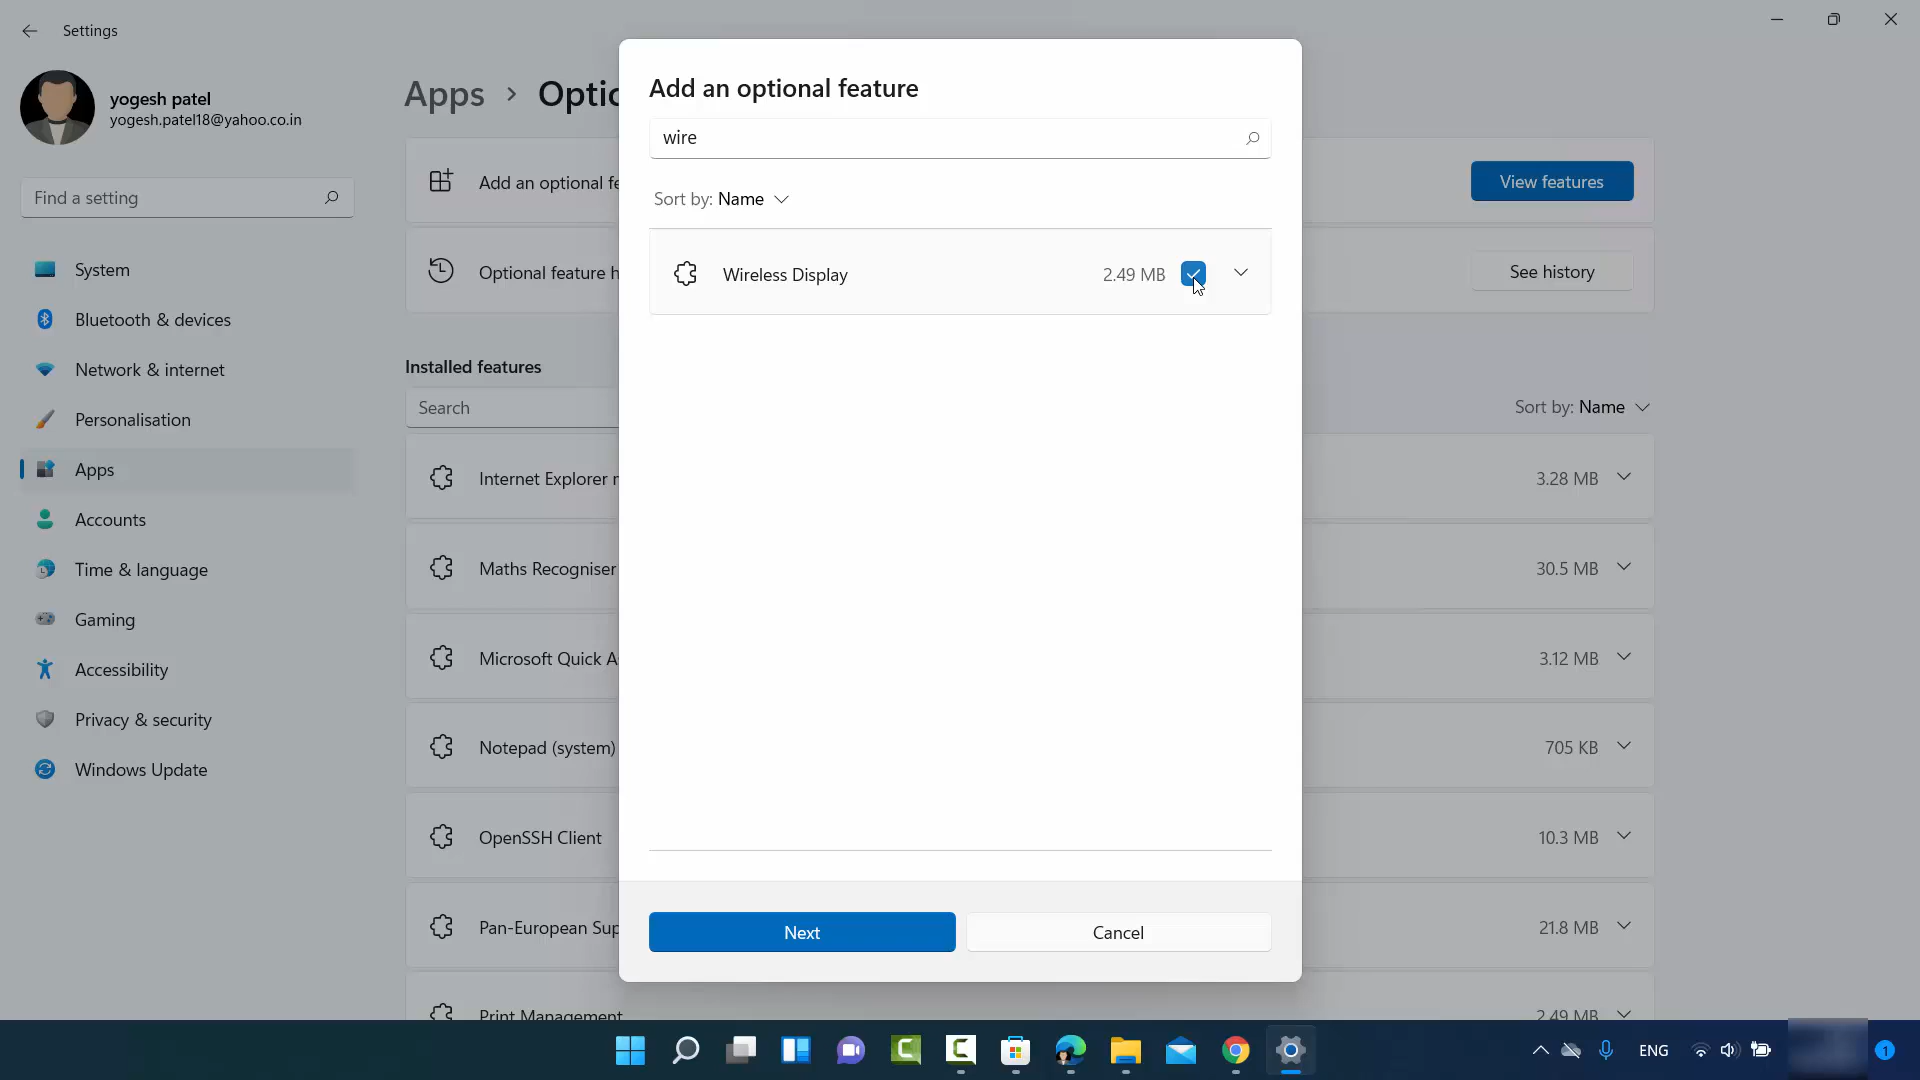 Settings
yogesh patel
yogesh.patel18@yahoo.co.in
Find a setting
System
Bluetooth & devices
Network & internet
Personalisation
Apps
Accounts
Time & language
Gaming
Accessibility
Privacy & security
Windows Update
Apps > Optio
Add an optional fe
View features
Optional feature h
See history
Installed features
Search
Sort by: Name
Internet Explorer
3.28 MB
Maths Recogniser
30.5 MB
Microsoft Quick A
3.12 MB
Notepad (system)
705 KB
OpenSSH Client
10.3 MB
Pan-European Sup
21.8 MB
Print Management
2.49 MB
Add an optional feature
wire
Sort by: Name
Wireless Display
2.49 MB
Next
Cancel
ENG
1